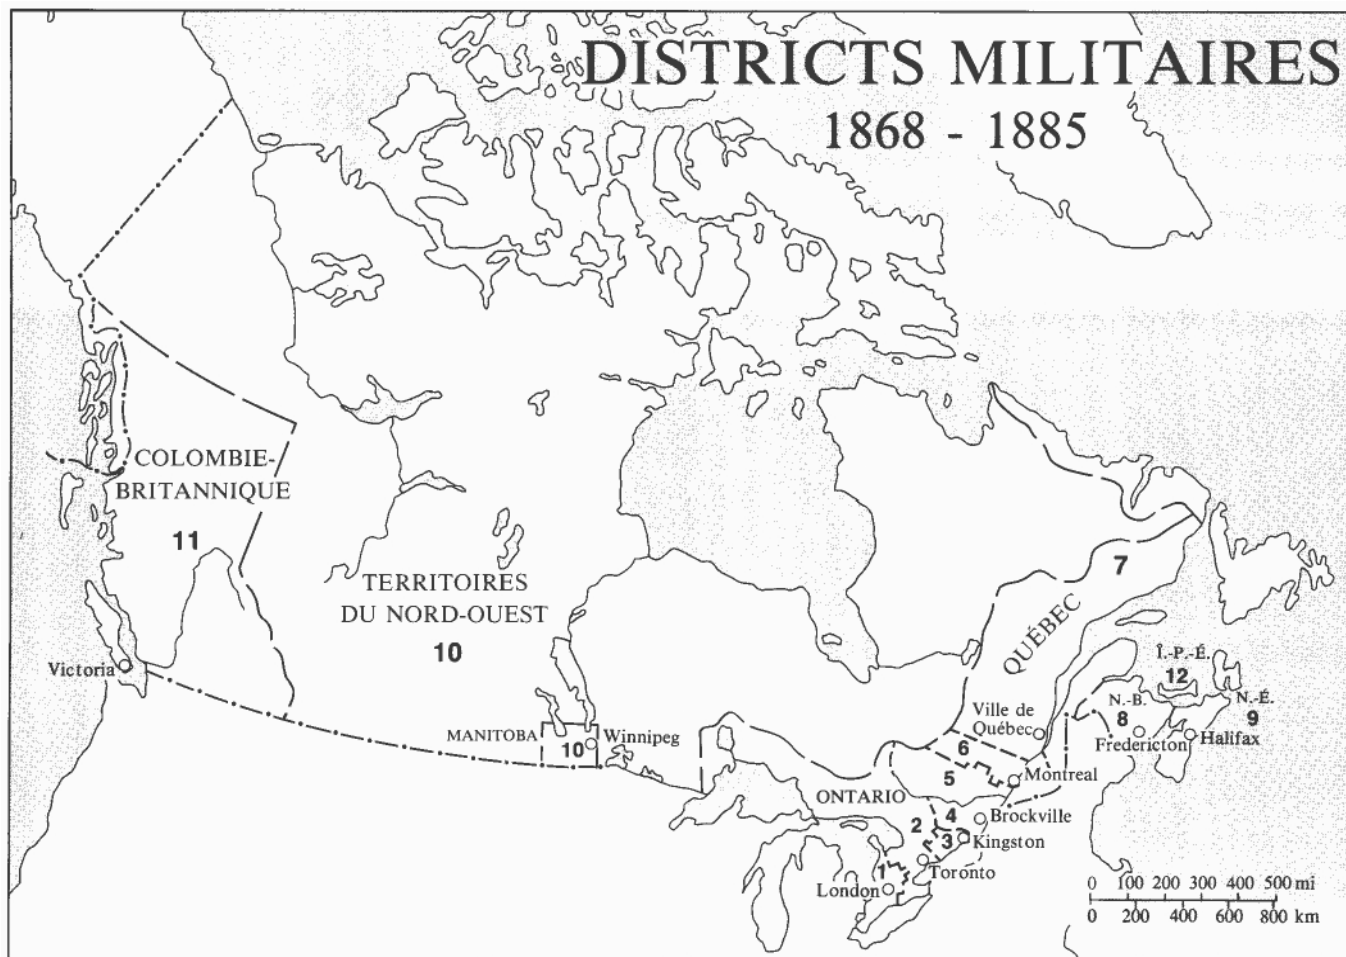 DISTRICTS MILITAIRES
1868 - 1885
COLOMBIE-
BRITANNIQUE
11
TERRITOIRES
DU NORD-OUEST
10
Victoria
MANITOBA
10
Winnipeg
ONTARIO
1
London
2
Toronto
3
Kingston
4
Brockville
5
Montreal
6
Ville de
Québec
QUÉBEC
7
Î.-P.-É.
12
N.-B.
8
Fredericton
N.-É.
9
Halifax
0 100 200 300 400 500 mi
0 200 400 600 800 km